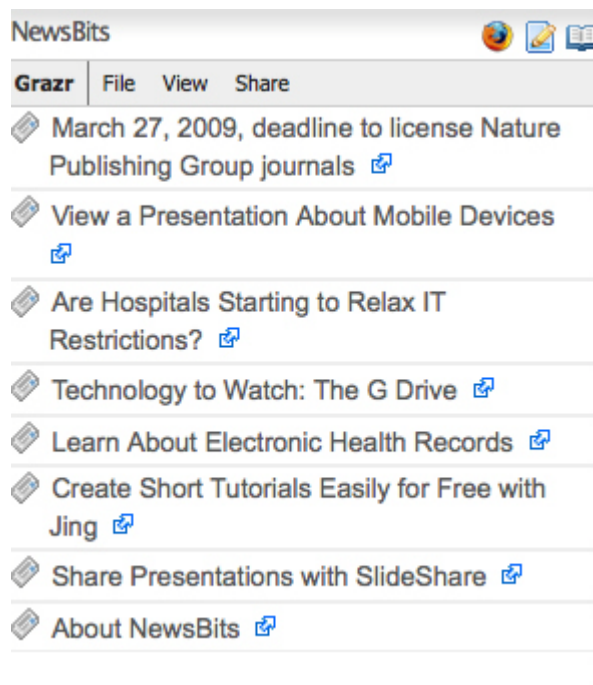 NewsBits
Grazr File View Share
March 27, 2009, deadline to license Nature
Publishing Group journals
View a Presentation About Mobile Devices
Are Hospitals Starting to Relax IT
Restrictions?
Technology to Watch: The G Drive
Learn About Electronic Health Records
Create Short Tutorials Easily for Free with
Jing
Share Presentations with SlideShare
About NewsBits